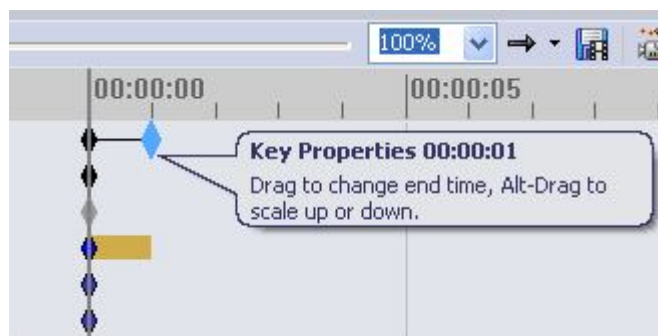 100%
00:00:00 00:00:05
Key Properties 00:00:01
Drag to change end time, Alt-Drag to
scale up or down.